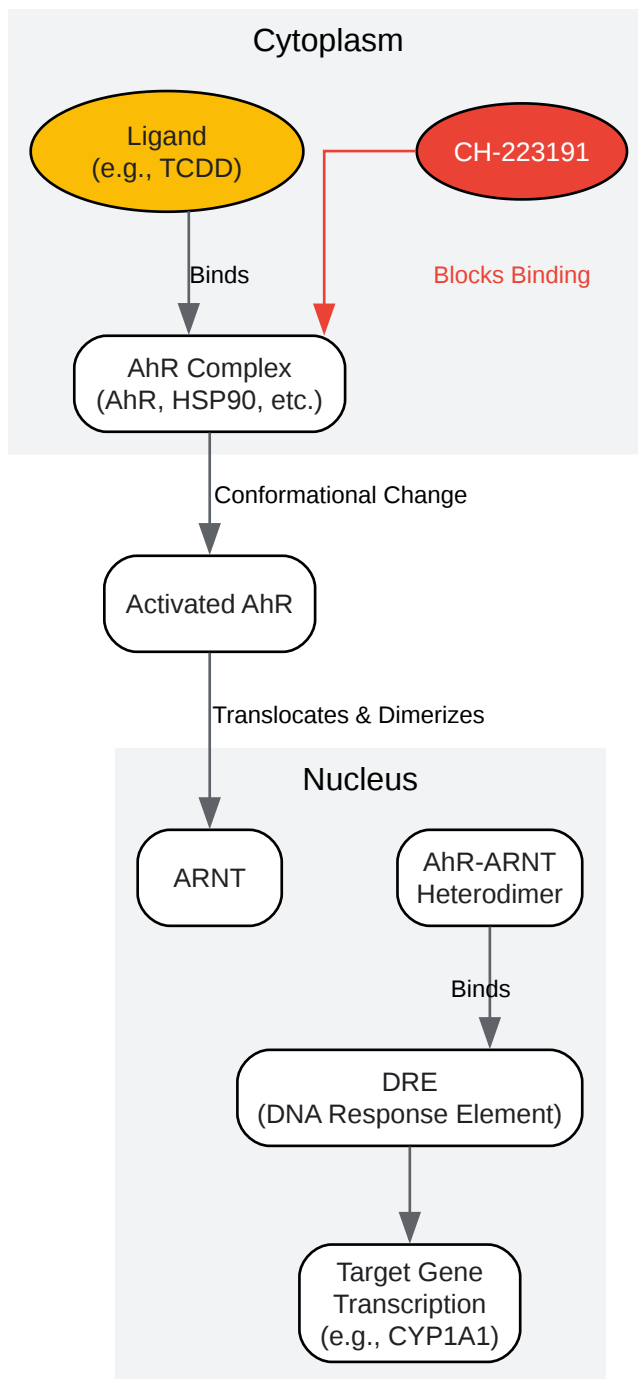 Cytoplasm
Ligand
(e.g., TCDD)
CH-223191
Binds
Blocks Binding
AhR Complex
(AhR, HSP90, etc.)
Conformational Change
Activated AhR
Translocates & Dimerizes
Nucleus
ARNT
AhR-ARNT
Heterodimer
Binds
DRE
(DNA Response Element)
Target Gene
Transcription
(e.g., CYP1A1)